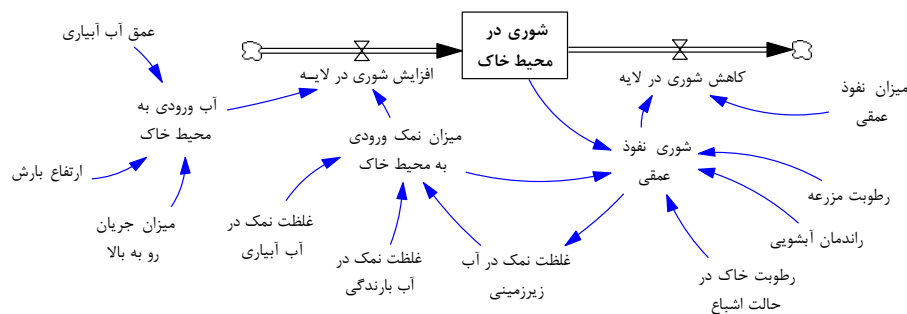 عمق آب آبیاری
شوری در
محیط خاک
افزایش شوری در لایـه
کاهش شوری در لایه
میزان نفوذ
عمقی
آب ورودی به
محیط خاک
میزان نمک ورودی
به محیط خاک
شوری نفوذ
عمقی
ارتفاع بارش
رطوبت مزرعه
میزان جریان
رو به بالا
غلظت نمک در
آب آبیاری
غلظت نمک در
آب بارندگی
غلظت نمک در آب
زیرزمینی
راندمان آبشویی
رطوبت خاک در
حالت اشباع